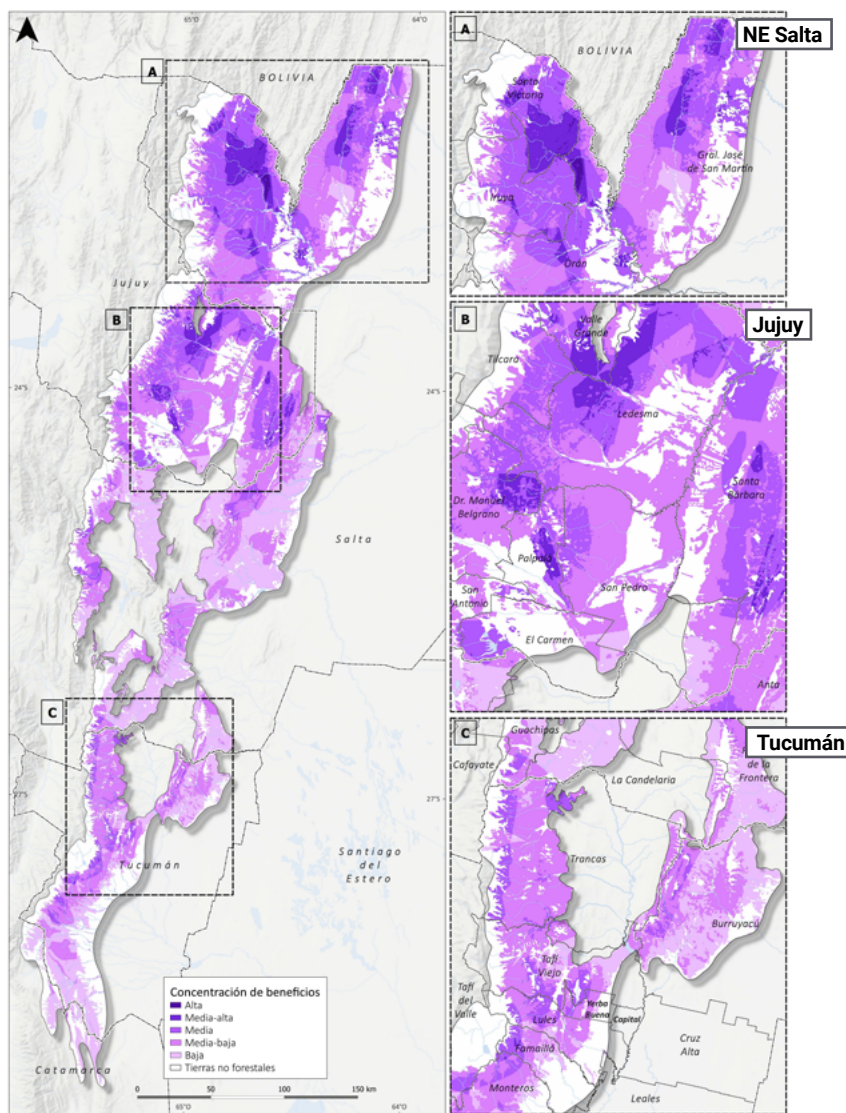 65°O
64°O
A
BOLIVIA
Jujuy
B
24°S
24°S
Salta
C
27°S
27°S
Tucumán
Santiago
del
Estero
Concentración de beneficios
Alta
Media-alta
Media
Media-baja
Baja
Tierras no forestales
Catamarca
0
50
100
150 km
65°O
64°O
A
NE Salta
BOLIVIA
Santa
Victoria
Gral. José
de San Martín
Iruya
Orán
B
Jujuy
Valle
Grande
Tilcara
Ledesma
Santa
Bárbara
Dr. Manuel
Belgrano
Palpalá
San
Antonio
San Pedro
El Carmen
Anta
C
Tucumán
Guachipas
Cafayate
de la
Frontera
La Candelaria
Trancas
Burruyacú
Tafí
Viejo
Tafí
del
Valle
Yerba
Buena
Capital
Lules
Cruz
Alta
Famaillá
Monteros
Leales